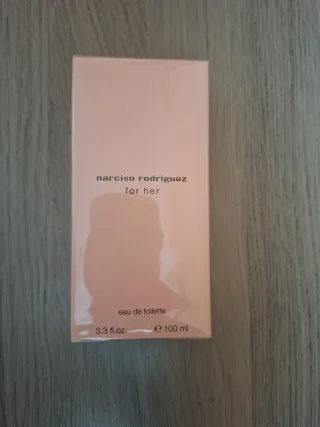 narciso rodriguez
for her
eau de toilette
3.3 fl.oz. ℮ 100 ml